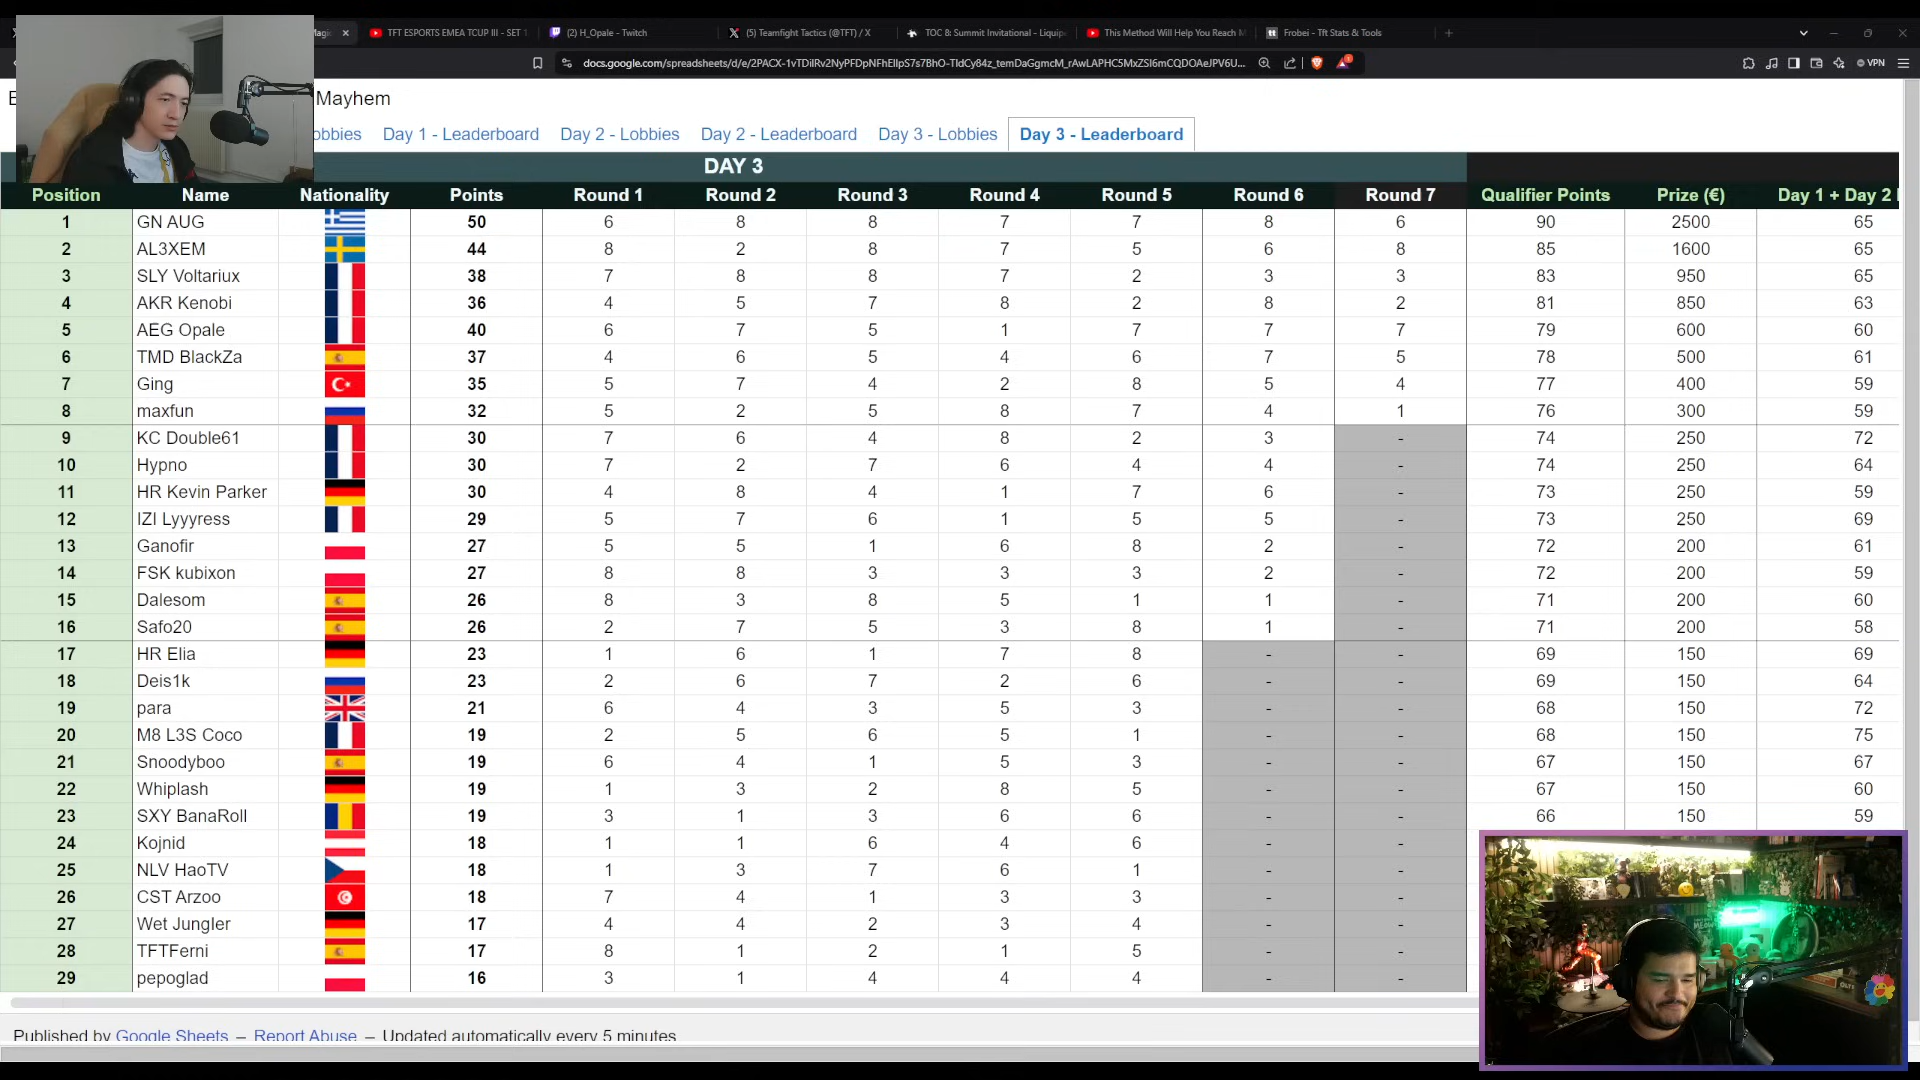 Magic
TFT ESPORTS EMEA TCUP III - SET 1
(2) H_Opale - Twitch
(5) Teamfight Tactics (@TFT) / X
TOC 8: Summit Invitational - Liquipe
This Method Will Help You Reach M
Frobei - Tft Stats & Tools
VPN
Mayhem
obbies Day 1 - Leaderboard Day 2 - Lobbies Day 2 - Leaderboard Day 3 - Lobbies Day 3 - Leaderboard
DAY 3
Position Name Nationality Points Round 1 Round 2 Round 3 Round 4 Round 5 Round 6 Round 7 Qualifier Points Prize (€) Day 1 + Day 2
1 GN AUG 50 6 8 8 7 7 8 6 90 2500 65
2 AL3XEM 44 8 2 8 7 5 6 8 85 1600 65
3 SLY Voltariux 38 7 8 8 7 2 3 3 83 950 65
4 AKR Kenobi 36 4 5 7 8 2 8 2 81 850 63
5 AEG Opale 40 6 7 5 1 7 7 7 79 600 60
6 TMD BlackZa 37 4 6 5 4 6 7 5 78 500 61
7 Ging 35 5 7 4 2 8 5 4 77 400 59
8 maxfun 32 5 2 5 8 7 4 1 76 300 59
9 KC Double61 30 7 6 4 8 2 3 - 74 250 72
10 Hypno 30 7 2 7 6 4 4 - 74 250 64
11 HR Kevin Parker 30 4 8 4 1 7 6 - 73 250 59
12 IZI Lyyyress 29 5 7 6 1 5 5 - 73 250 69
13 Ganofir 27 5 5 1 6 8 2 - 72 200 61
14 FSK kubixon 27 8 8 3 3 3 2 - 72 200 59
15 Dalesom 26 8 3 8 5 1 1 - 71 200 60
16 Safo20 26 2 7 5 3 8 1 - 71 200 58
17 HR Elia 23 1 6 1 7 8 - - 69 150 69
18 Deis1k 23 2 6 7 2 6 - - 69 150 64
19 para 21 6 4 3 5 3 - - 68 150 72
20 M8 L3S Coco 19 2 5 6 5 1 - - 68 150 75
21 Snoodyboo 19 6 4 1 5 3 - - 67 150 67
22 Whiplash 19 1 3 2 8 5 - - 67 150 60
23 SXY BanaRoll 19 3 1 3 6 6 - - 66 150 59
24 Kojnid 18 1 1 6 4 6 - -
25 NLV HaoTV 18 1 3 7 6 1 - -
26 CST Arzoo 18 7 4 1 3 3 - -
27 Wet Jungler 17 4 4 2 3 4 - -
28 TFTFerni 17 8 1 2 1 5 - -
29 pepoglad 16 3 1 4 4 4 - -
Published by Google Sheets – Report Abuse – Updated automatically every 5 minutes